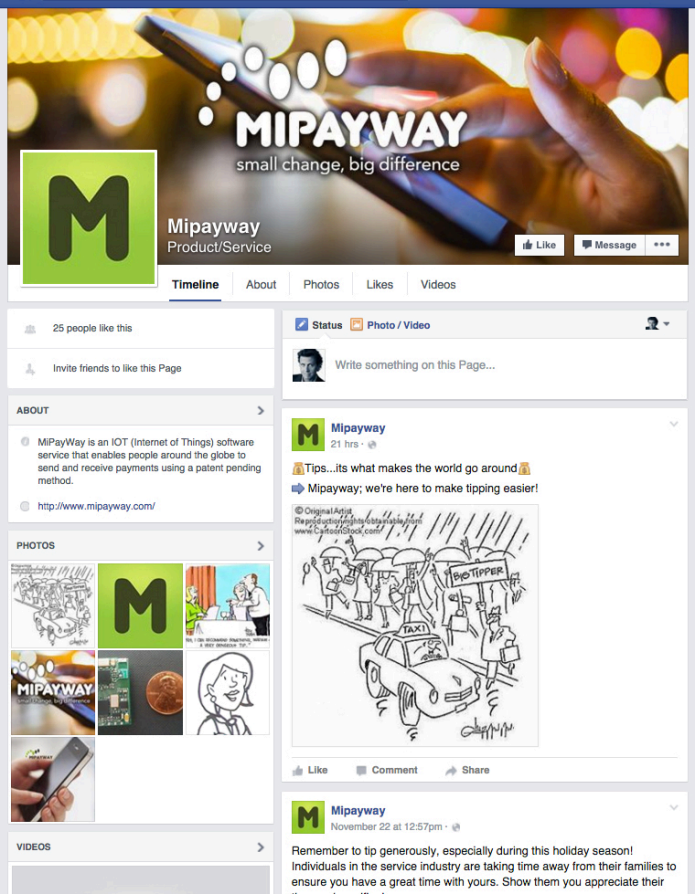 MIPAYWAY
small change, big difference
M
Mipayway
Product/Service
Like
Message
Timeline About Photos Likes Videos
25 people like this
Invite friends to like this Page
ABOUT
MiPayWay is an IOT (Internet of Things) software
service that enables people around the globe to
send and receive payments using a patent pending
method.
http://www.mipayway.com/
PHOTOS
M
MIPAYWAY
small change, big difference
MIPAYWAY
VIDEOS
Status Photo / Video
Write something on this Page...
M
Mipayway
21 hrs ·
Tips...its what makes the world go around
Mipayway; we're here to make tipping easier!
© Original Artist
Reproduction rights obtainable from
www.CartoonStock.com
BIG TIPPER
TAXI
Like Comment Share
M
Mipayway
November 22 at 12:57pm ·
Remember to tip generously, especially during this holiday season!
Individuals in the service industry are taking time away from their families to
ensure you have a great time with yours. Show them you appreciate their